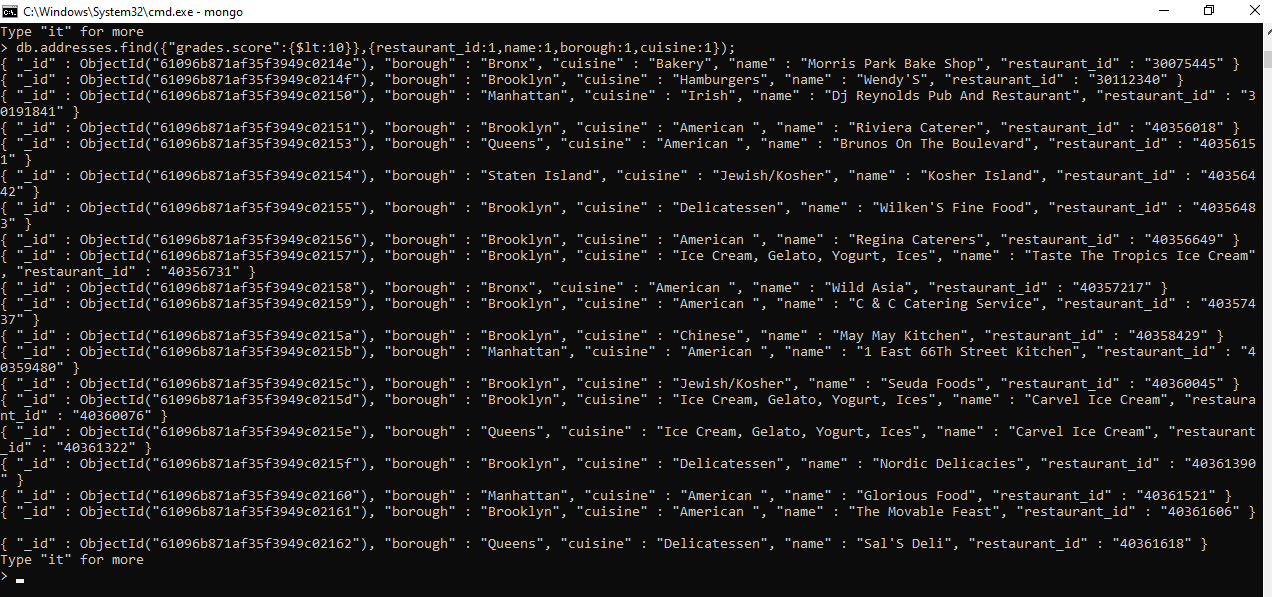 C:\Windows\System32\cmd.exe - mongo
Type "it" for more
> db.addresses.find({"grades.score":{$lt:10}},{restaurant_id:1,name:1,borough:1,cuisine:1});
{ "_id" : ObjectId("61096b871af35f3949c0214e"), "borough" : "Bronx", "cuisine" : "Bakery", "name" : "Morris Park Bake Shop", "restaurant_id" : "30075445" }
{ "_id" : ObjectId("61096b871af35f3949c0214f"), "borough" : "Brooklyn", "cuisine" : "Hamburgers", "name" : "Wendy'S", "restaurant_id" : "30112340" }
{ "_id" : ObjectId("61096b871af35f3949c02150"), "borough" : "Manhattan", "cuisine" : "Irish", "name" : "Dj Reynolds Pub And Restaurant", "restaurant_id" : "3
0191841" }
{ "_id" : ObjectId("61096b871af35f3949c02151"), "borough" : "Brooklyn", "cuisine" : "American ", "name" : "Riviera Caterer", "restaurant_id" : "40356018" }
{ "_id" : ObjectId("61096b871af35f3949c02153"), "borough" : "Queens", "cuisine" : "American ", "name" : "Brunos On The Boulevard", "restaurant_id" : "4035615
1" }
{ "_id" : ObjectId("61096b871af35f3949c02154"), "borough" : "Staten Island", "cuisine" : "Jewish/Kosher", "name" : "Kosher Island", "restaurant_id" : "403564
42" }
{ "_id" : ObjectId("61096b871af35f3949c02155"), "borough" : "Brooklyn", "cuisine" : "Delicatessen", "name" : "Wilken'S Fine Food", "restaurant_id" : "4035648
3" }
{ "_id" : ObjectId("61096b871af35f3949c02156"), "borough" : "Brooklyn", "cuisine" : "American ", "name" : "Regina Caterers", "restaurant_id" : "40356649" }
{ "_id" : ObjectId("61096b871af35f3949c02157"), "borough" : "Brooklyn", "cuisine" : "Ice Cream, Gelato, Yogurt, Ices", "name" : "Taste The Tropics Ice Cream"
, "restaurant_id" : "40356731" }
{ "_id" : ObjectId("61096b871af35f3949c02158"), "borough" : "Bronx", "cuisine" : "American ", "name" : "Wild Asia", "restaurant_id" : "40357217" }
{ "_id" : ObjectId("61096b871af35f3949c02159"), "borough" : "Brooklyn", "cuisine" : "American ", "name" : "C & C Catering Service", "restaurant_id" : "403574
37" }
{ "_id" : ObjectId("61096b871af35f3949c0215a"), "borough" : "Brooklyn", "cuisine" : "Chinese", "name" : "May May Kitchen", "restaurant_id" : "40358429" }
{ "_id" : ObjectId("61096b871af35f3949c0215b"), "borough" : "Manhattan", "cuisine" : "American ", "name" : "1 East 66Th Street Kitchen", "restaurant_id" : "4
0359480" }
{ "_id" : ObjectId("61096b871af35f3949c0215c"), "borough" : "Brooklyn", "cuisine" : "Jewish/Kosher", "name" : "Seuda Foods", "restaurant_id" : "40360045" }
{ "_id" : ObjectId("61096b871af35f3949c0215d"), "borough" : "Brooklyn", "cuisine" : "Ice Cream, Gelato, Yogurt, Ices", "name" : "Carvel Ice Cream", "restaura
nt_id" : "40360076" }
{ "_id" : ObjectId("61096b871af35f3949c0215e"), "borough" : "Queens", "cuisine" : "Ice Cream, Gelato, Yogurt, Ices", "name" : "Carvel Ice Cream", "restaurant
_id" : "40361322" }
{ "_id" : ObjectId("61096b871af35f3949c0215f"), "borough" : "Brooklyn", "cuisine" : "Delicatessen", "name" : "Nordic Delicacies", "restaurant_id" : "40361390
" }
{ "_id" : ObjectId("61096b871af35f3949c02160"), "borough" : "Manhattan", "cuisine" : "American ", "name" : "Glorious Food", "restaurant_id" : "40361521" }
{ "_id" : ObjectId("61096b871af35f3949c02161"), "borough" : "Brooklyn", "cuisine" : "American ", "name" : "The Movable Feast", "restaurant_id" : "40361606" }
{ "_id" : ObjectId("61096b871af35f3949c02162"), "borough" : "Queens", "cuisine" : "Delicatessen", "name" : "Sal'S Deli", "restaurant_id" : "40361618" }
Type "it" for more
>